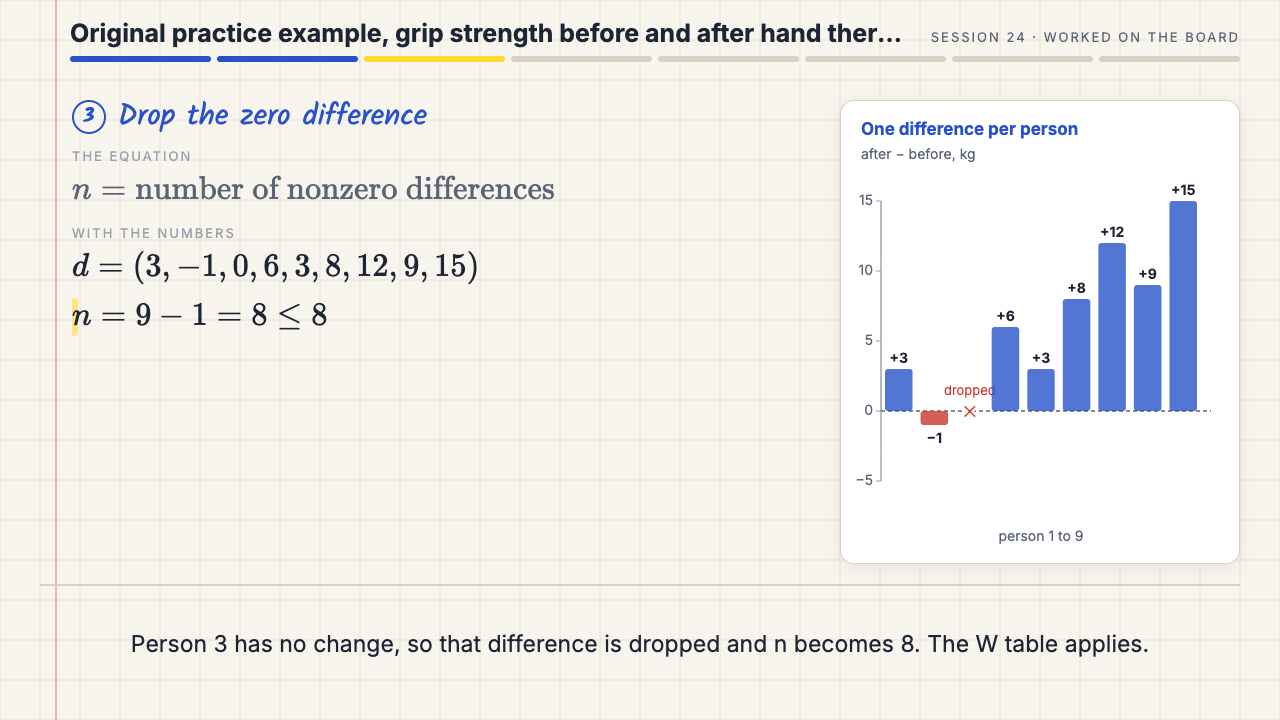 Original practice example, grip strength before and after hand ther…
SESSION 24 · WORKED ON THE BOARD
3 Drop the zero difference
THE EQUATION
n = number of nonzero differences
WITH THE NUMBERS
d = (3, −1, 0, 6, 3, 8, 12, 9, 15)
n = 9 − 1 = 8 ≤ 8
One difference per person
after − before, kg
15
10
5
0
−5
+3
−1
dropped
+6
+3
+8
+12
+9
+15
person 1 to 9
Person 3 has no change, so that difference is dropped and n becomes 8. The W table applies.